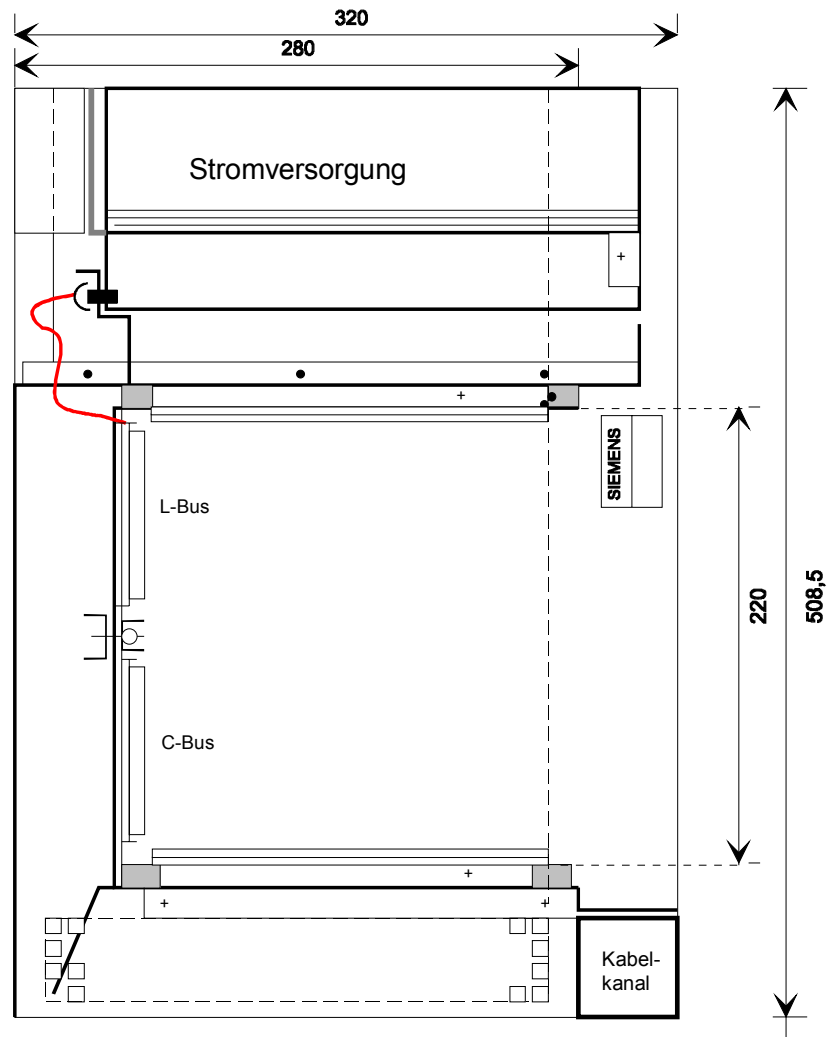 320
280
Stromversorgung
SIEMENS
L-Bus
220
508,5
C-Bus
Kabel-
kanal